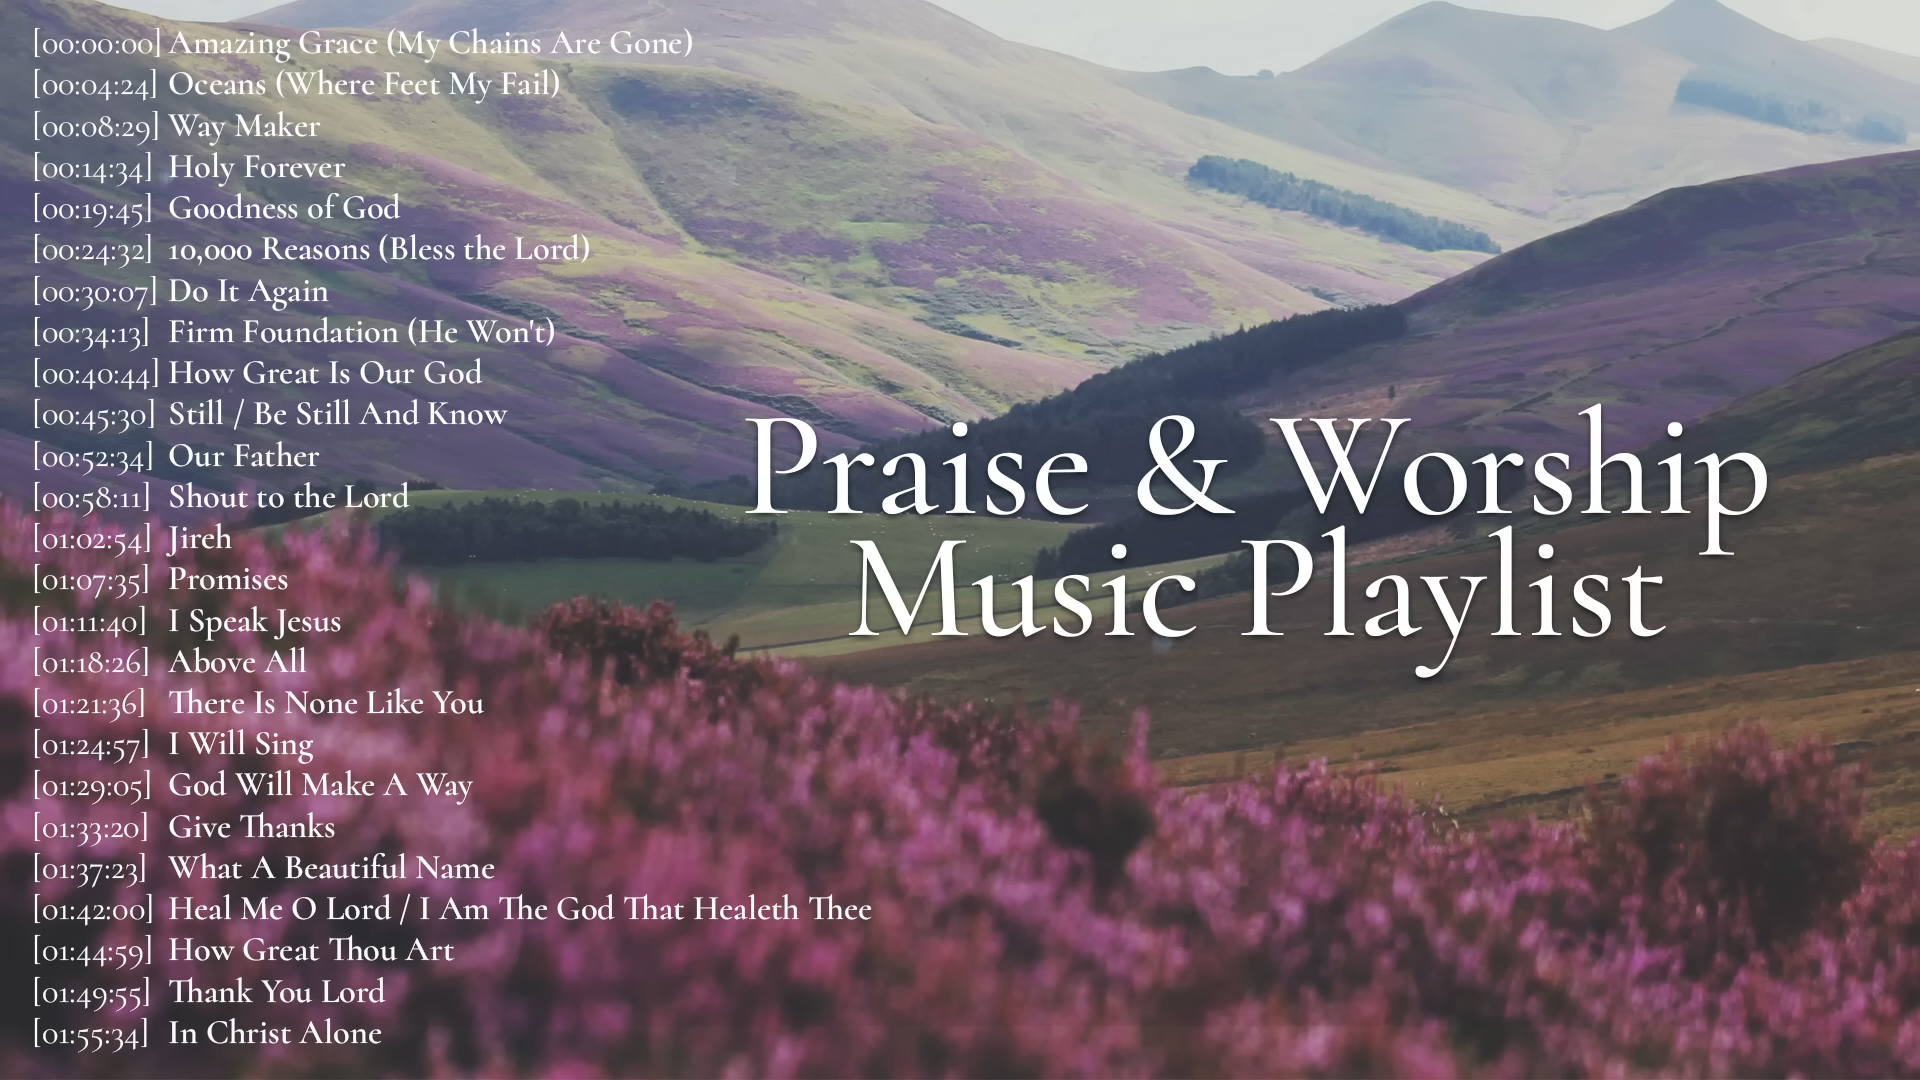 [00:00:00] Amazing Grace (My Chains Are Gone)
[00:04:24] Oceans (Where Feet My Fail)
[00:08:29] Way Maker
[00:14:34] Holy Forever
[00:19:45] Goodness of God
[00:24:32] 10,000 Reasons (Bless the Lord)
[00:30:07] Do It Again
[00:34:13] Firm Foundation (He Won't)
[00:40:44] How Great Is Our God
[00:45:30] Still / Be Still And Know
[00:52:34] Our Father
[00:58:11] Shout to the Lord
[01:02:54] Jireh
[01:07:35] Promises
[01:11:40] I Speak Jesus
[01:18:26] Above All
[01:21:36] There Is None Like You
[01:24:57] I Will Sing
[01:29:05] God Will Make A Way
[01:33:20] Give Thanks
[01:37:23] What A Beautiful Name
[01:42:00] Heal Me O Lord / I Am The God That Healeth Thee
[01:44:59] How Great Thou Art
[01:49:55] Thank You Lord
[01:55:34] In Christ Alone
Praise & Worship
Music Playlist